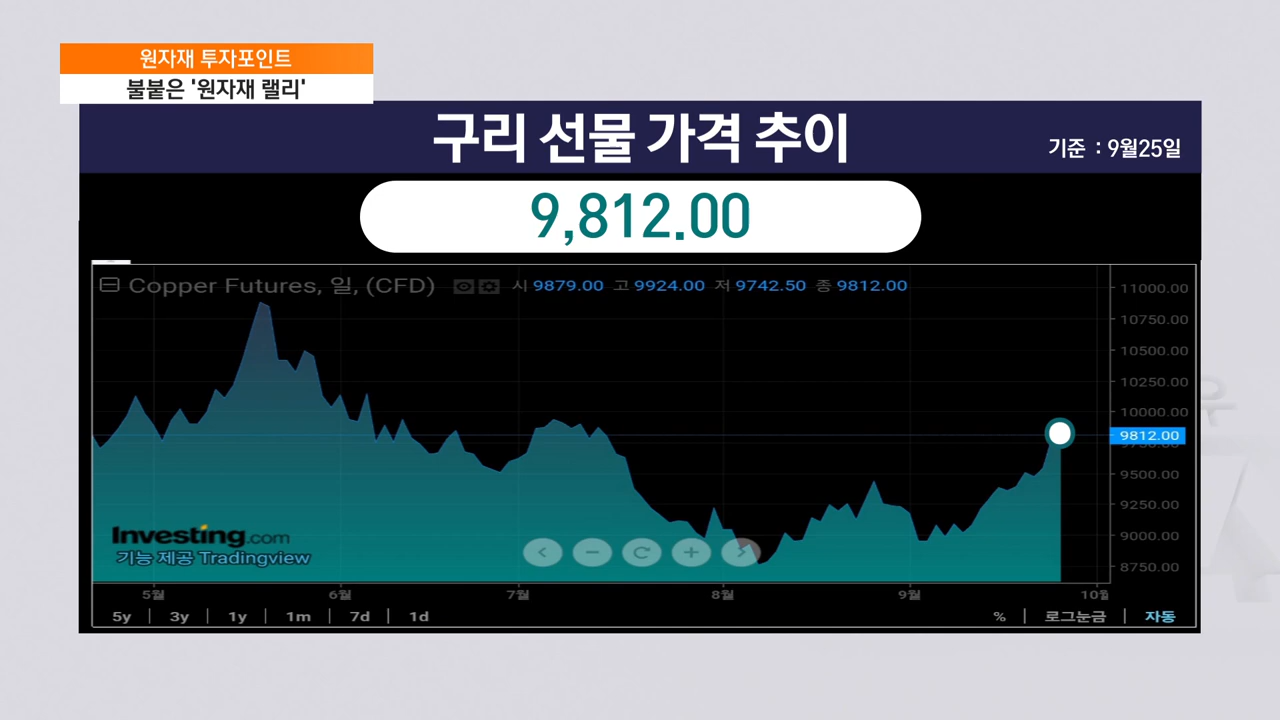 원자재 투자포인트
불붙은 '원자재 랠리'
구리 선물 가격 추이
기준 : 9월25일
9,812.00
Copper Futures, 일, (CFD) 시 9879.00 고 9924.00 저 9742.50 종 9812.00
11000.00
10750.00
10500.00
10250.00
10000.00
9812.00
9500.00
9250.00
9000.00
8750.00
Investing.com
기능 제공 Tradingview
5월 6월 7월 8월 9월 10월
5y | 3y | 1y | 1m | 7d | 1d
% | 로그눈금 | 자동